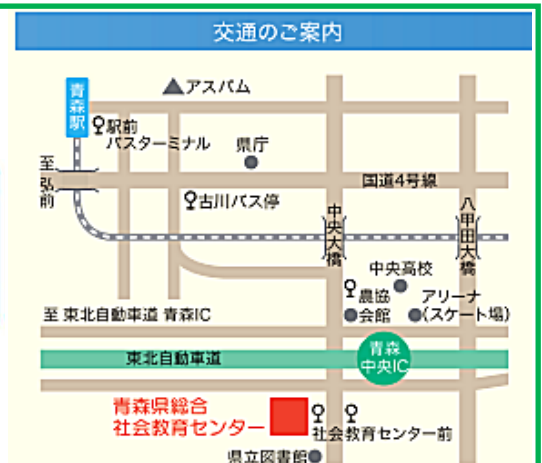 交通のご案内
青森駅
アスパム
駅前
バスターミナル
県庁
至弘前
国道4号線
古川バス停
中央大橋
八甲田大橋
中央高校
農協
会館
アリーナ
(スケート場)
至 東北自動車道 青森IC
東北自動車道
青森
中央IC
青森県総合
社会教育センター
社会教育センター前
県立図書館